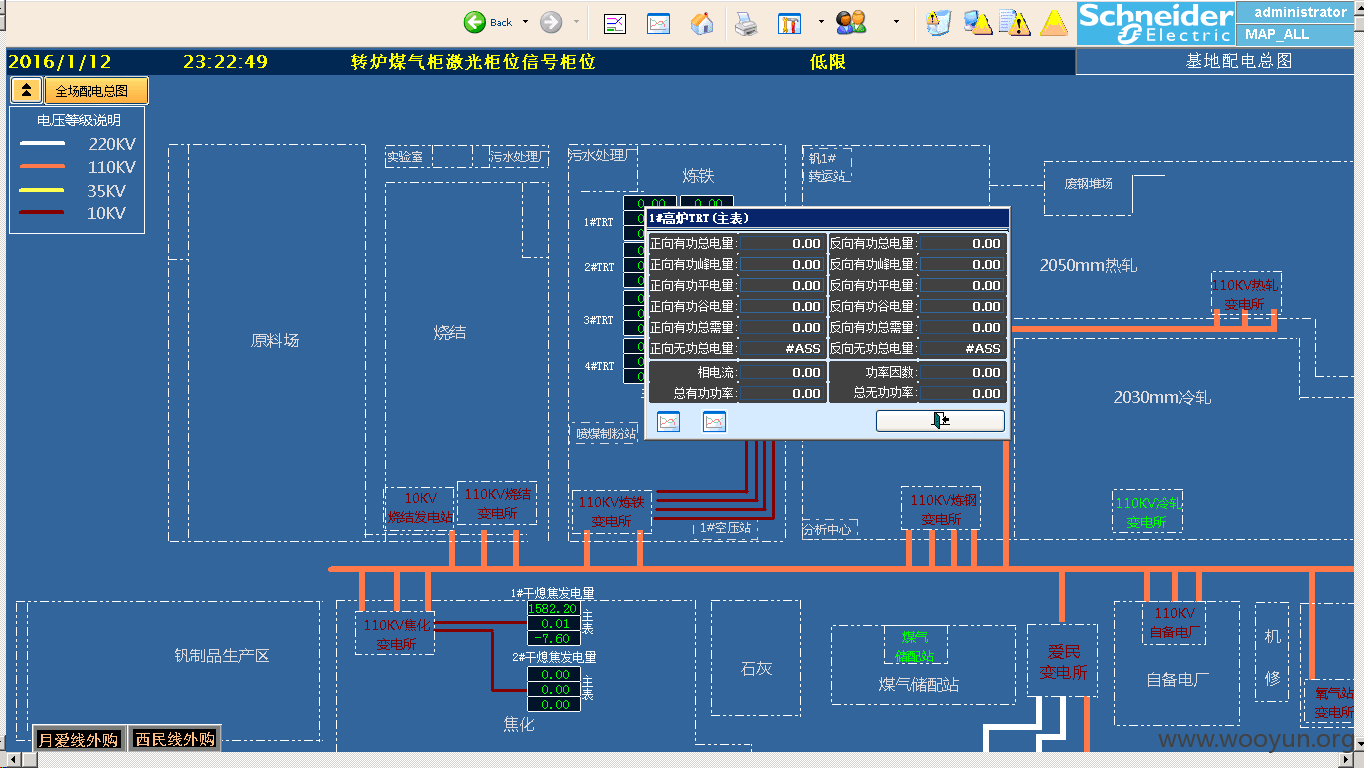 Back
Schneider
Electric
administrator
MAP_ALL
2016/1/12 23:22:49 转炉煤气柜激光柜位信号柜位 低限 基地配电总图
全场配电总图
电压等级说明
220KV
110KV
35KV
10KV
实验室
污水处理厂
污水处理厂
炼铁
钒1#
转运站
废钢堆场
0.00 0.00
1#TRT
2#TRT
3#TRT
4#TRT
1#高炉TRT(主表)
正向有功总电量: 0.00 反向有功总电量: 0.00
正向有功峰电量: 0.00 反向有功峰电量: 0.00
正向有功平电量: 0.00 反向有功平电量: 0.00
正向有功谷电量: 0.00 反向有功谷电量: 0.00
正向有功总需量: 0.00 反向有功总需量: 0.00
正向无功总电量: #ASS 反向无功总电量: #ASS
相电流: 0.00 功率因数: 0.00
总有功功率: 0.00 总无功功率: 0.00
2050mm热轧
110KV热轧
变电所
原料场
烧结
2030mm冷轧
喷煤制粉站
10KV
烧结发电站
110KV烧结
变电所
110KV炼铁
变电所
1#空压站
分析中心
110KV炼钢
变电所
110KV冷轧
变电所
1#干熄焦发电量
1582.20
0.01
-7.60
主表
110KV焦化
变电所
2#干熄焦发电量
0.00
0.00
0.00
主表
焦化
钒制品生产区
石灰
煤气
储配站
煤气储配站
爱民
变电所
110KV
自备电厂
自备电厂
机修
氧气站
变电所
月爱线外购
西民线外购
www.wooyun.org